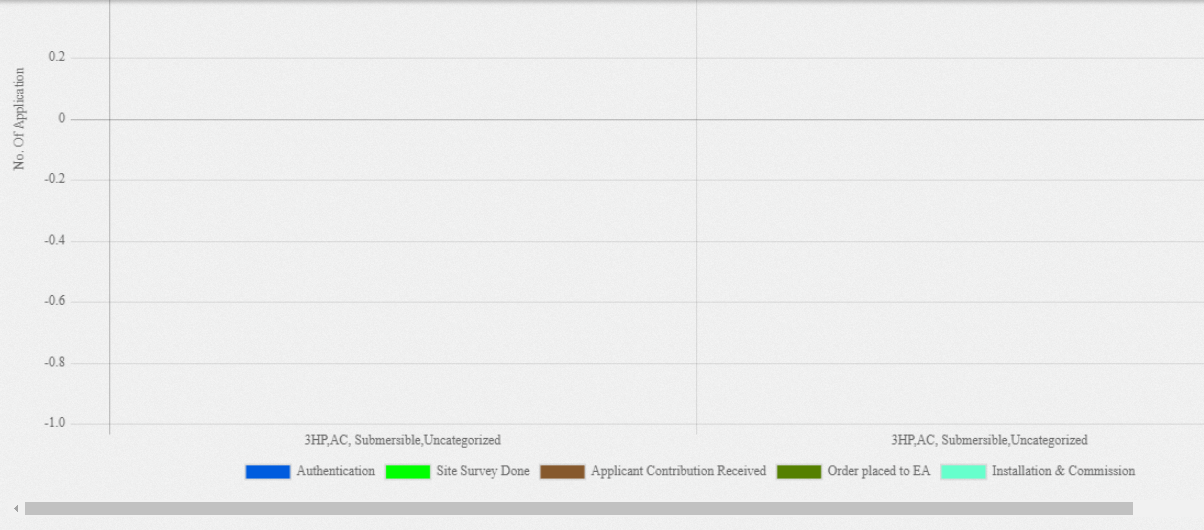 No. Of Application
0.2
0
-0.2
-0.4
-0.6
-0.8
-1.0
3HP,AC, Submersible,Uncategorized 3HP,AC, Submersible,Uncategorized
Authentication Site Survey Done Applicant Contribution Received Order placed to EA Installation & Commission